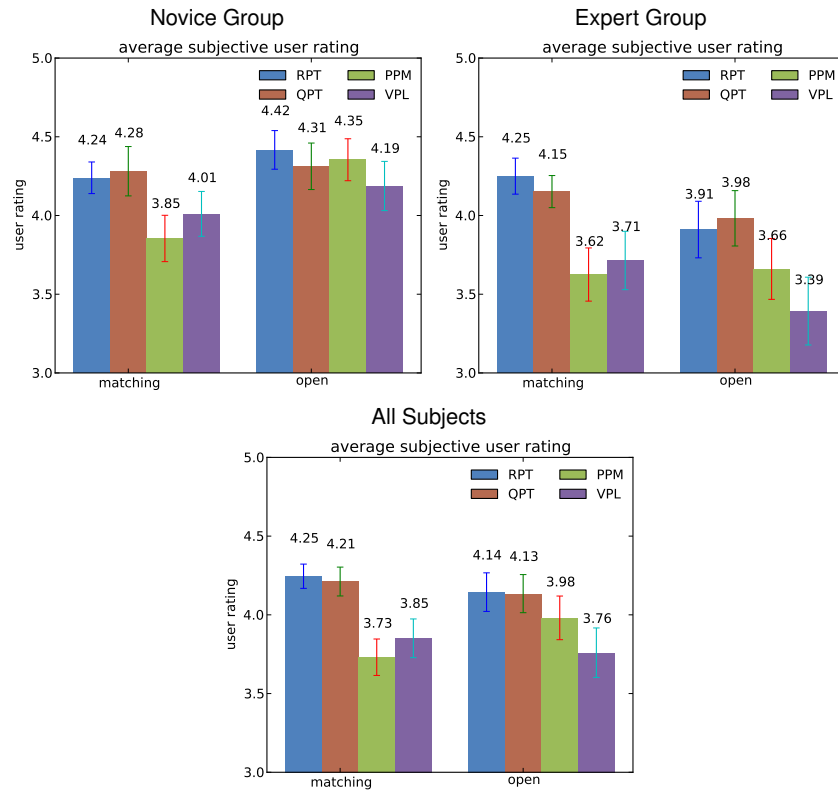 Novice Group
average subjective user rating
5.0
4.5
4.0
3.5
3.0
user rating
RPT
QPT
PPM
VPL
4.24
4.28
3.85
4.01
4.42
4.31
4.35
4.19
matching
open
Expert Group
average subjective user rating
5.0
4.5
4.0
3.5
3.0
user rating
RPT
QPT
PPM
VPL
4.25
4.15
3.62
3.71
3.91
3.98
3.66
3.39
matching
open
All Subjects
average subjective user rating
5.0
4.5
4.0
3.5
3.0
user rating
RPT
QPT
PPM
VPL
4.25
4.21
3.73
3.85
4.14
4.13
3.98
3.76
matching
open